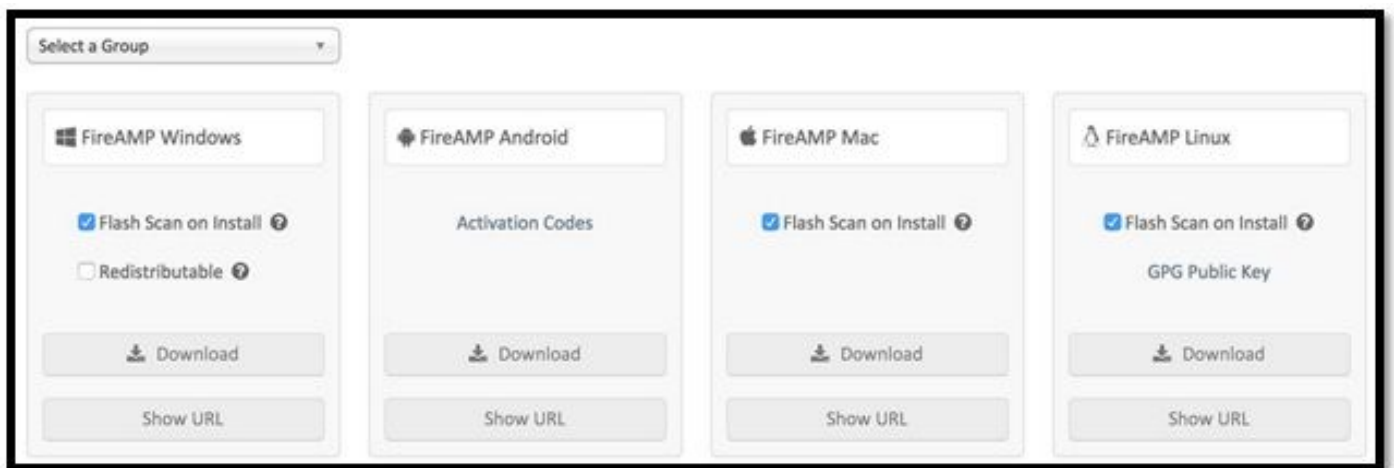 Select a Group
FireAMP Windows
Flash Scan on Install
Redistributable
Download
Show URL
FireAMP Android
Activation Codes
Download
Show URL
FireAMP Mac
Flash Scan on Install
Download
Show URL
FireAMP Linux
Flash Scan on Install
GPG Public Key
Download
Show URL